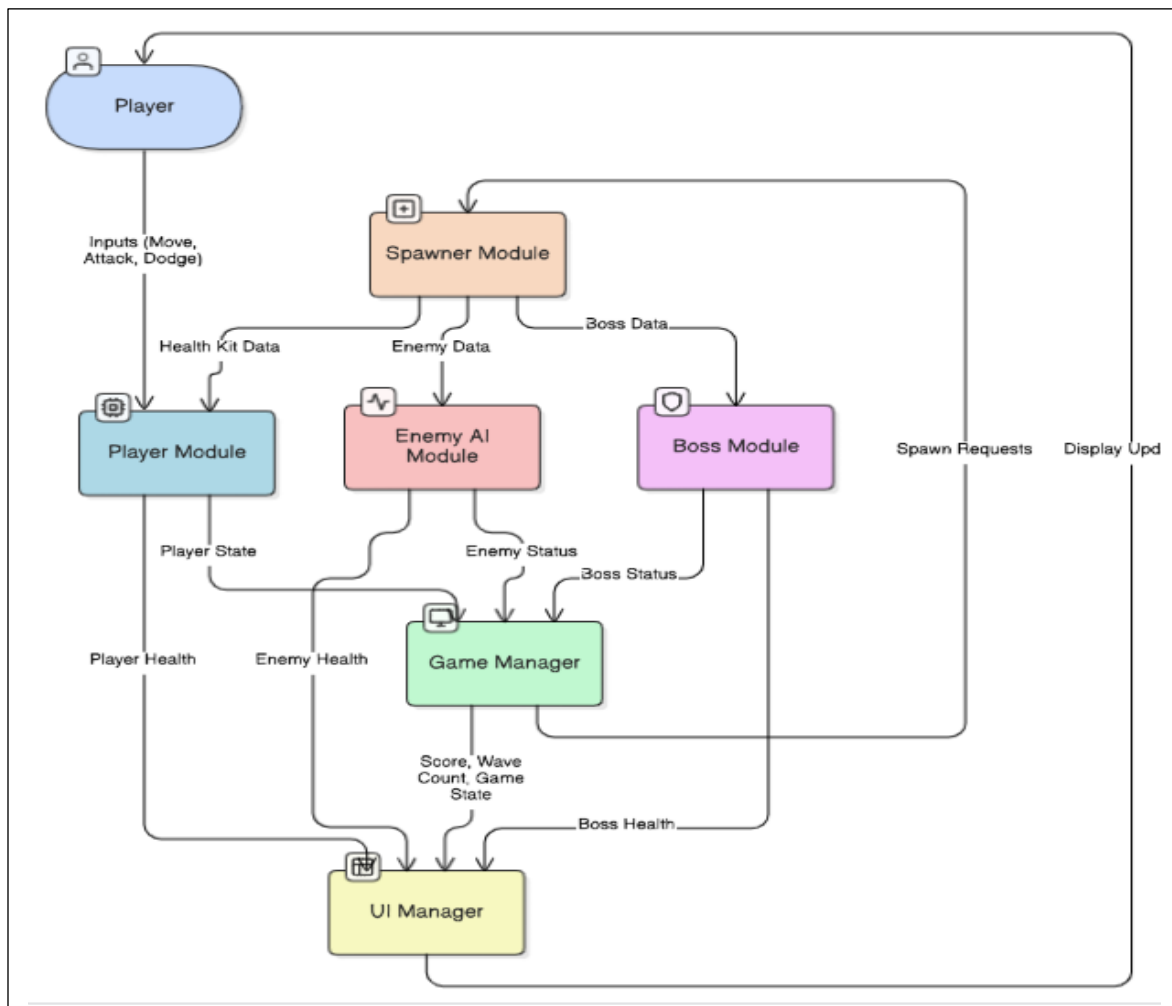 Player
Inputs (Move,
Attack, Dodge)
Spawner Module
Boss Data
Health Kit Data
Enemy Data
Player Module
Enemy AI
Module
Boss Module
Spawn Requests
Display Upd
Player State
Enemy Status
Boss Status
Player Health
Enemy Health
Game Manager
Score, Wave
Count, Game
State
Boss Health
UI Manager